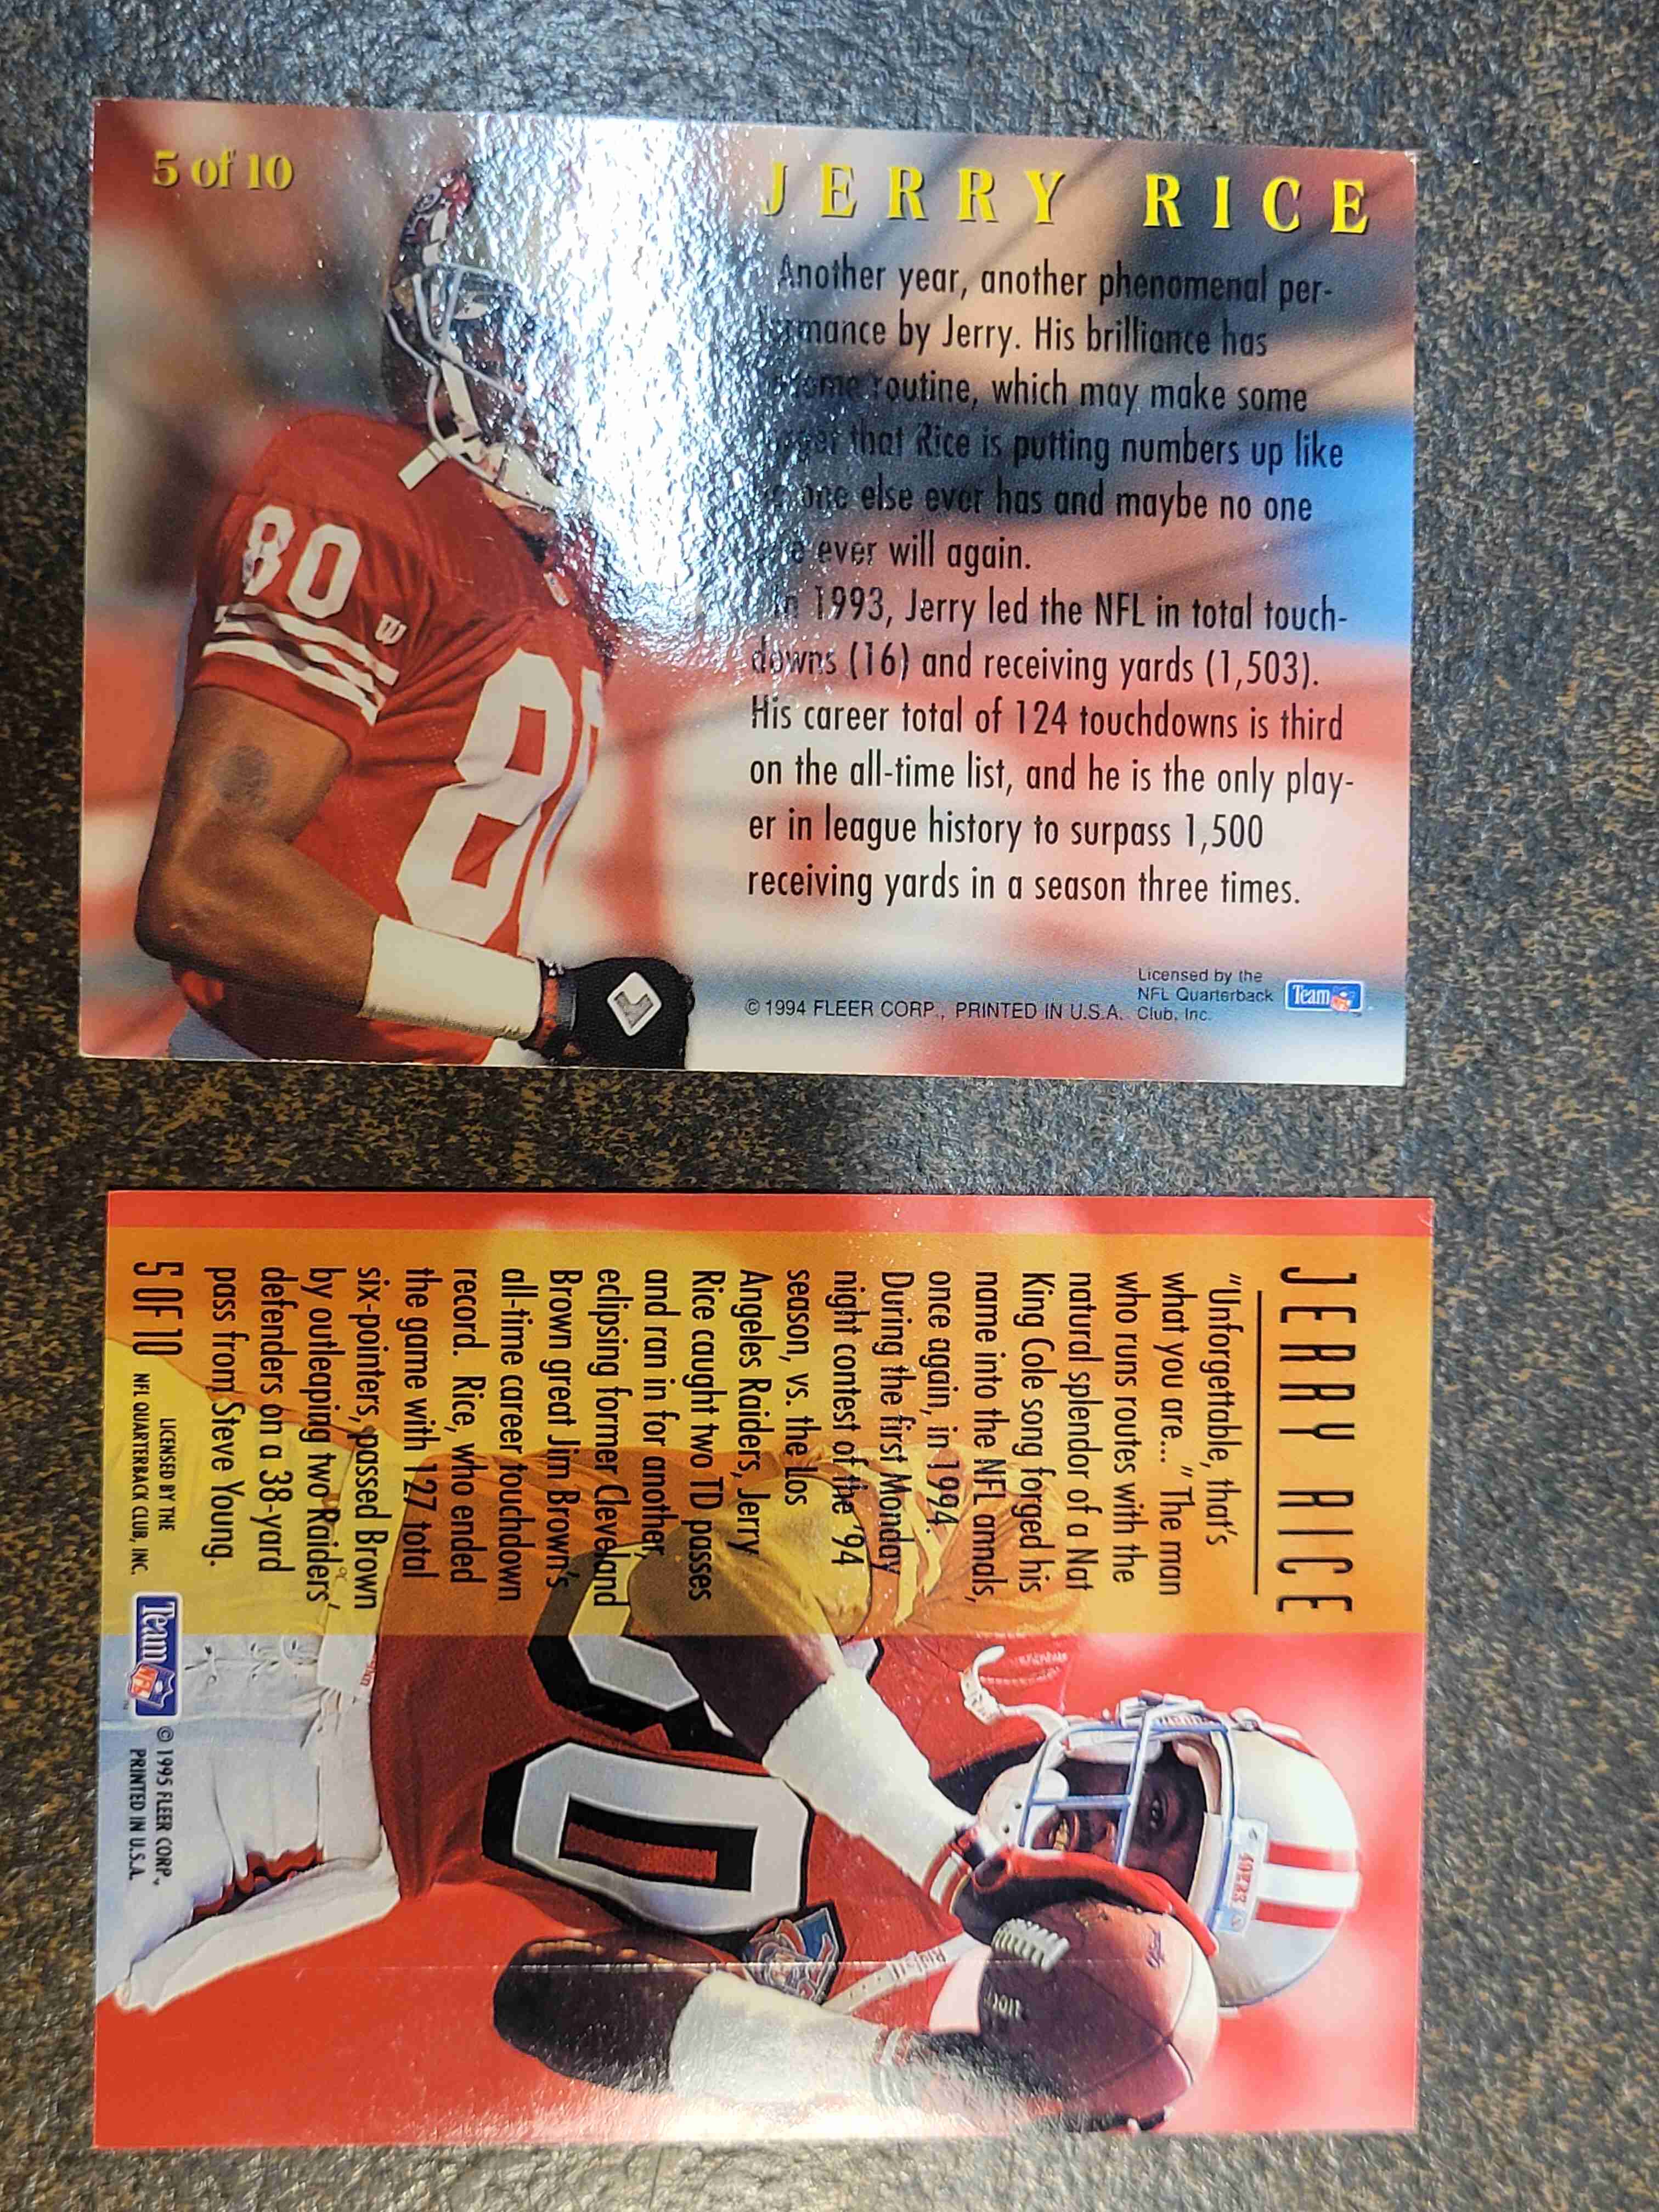 5 of 10
JERRY RICE
Another year, another phenomenal per-
mance by Jerry. His brilliance has
routine, which may make some
that Rice is putting numbers up like
one else ever has and maybe no one
ever will again.
In 1993, Jerry led the NFL in total touch-
downs (16) and receiving yards (1,503).
His career total of 124 touchdowns is third
on the all-time list, and he is the only play-
er in league history to surpass 1,500
receiving yards in a season three times.
© 1994 FLEER CORP., PRINTED IN U.S.A.
Licensed by the
NFL Quarterback
Club, Inc.
Team NFL
80
W
80
JERRY RICE
"Unforgettable, that's
what you are..." The man
who runs routes with the
natural splendor of a Nat
King Cole song forged his
name into the NFL annals,
once again, in 1994.
During the first Monday
night contest of the '94
season, vs. the Los
Angeles Raiders, Jerry
Rice caught two TD passes
and ran in for another,
eclipsing former Cleveland
Brown great Jim Brown's
all-time career touchdown
record. Rice, who ended
the game with 127 total
six-pointers, passed Brown
by outleaping two Raiders'
defenders on a 38-yard
pass from Steve Young.
5 OF 10
LICENSED BY THE
NFL QUARTERBACK CLUB, INC.
Team NFL
© 1995 FLEER CORP.,
PRINTED IN U.S.A.
49ERS
80